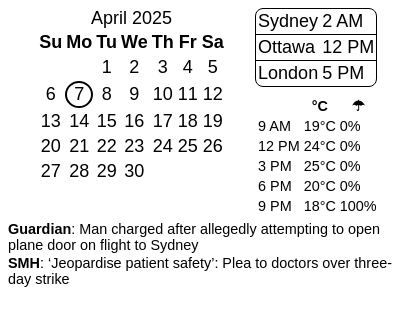 April 2025
Su Mo Tu We Th Fr Sa
1 2 3 4 5
6 7 8 9 10 11 12
13 14 15 16 17 18 19
20 21 22 23 24 25 26
27 28 29 30
Sydney 2 AM
Ottawa 12 PM
London 5 PM
°C ☂
9 AM 19°C 0%
12 PM 24°C 0%
3 PM 25°C 0%
6 PM 20°C 0%
9 PM 18°C 100%
Guardian: Man charged after allegedly attempting to open
plane door on flight to Sydney
SMH: ‘Jeopardise patient safety’: Plea to doctors over three-
day strike